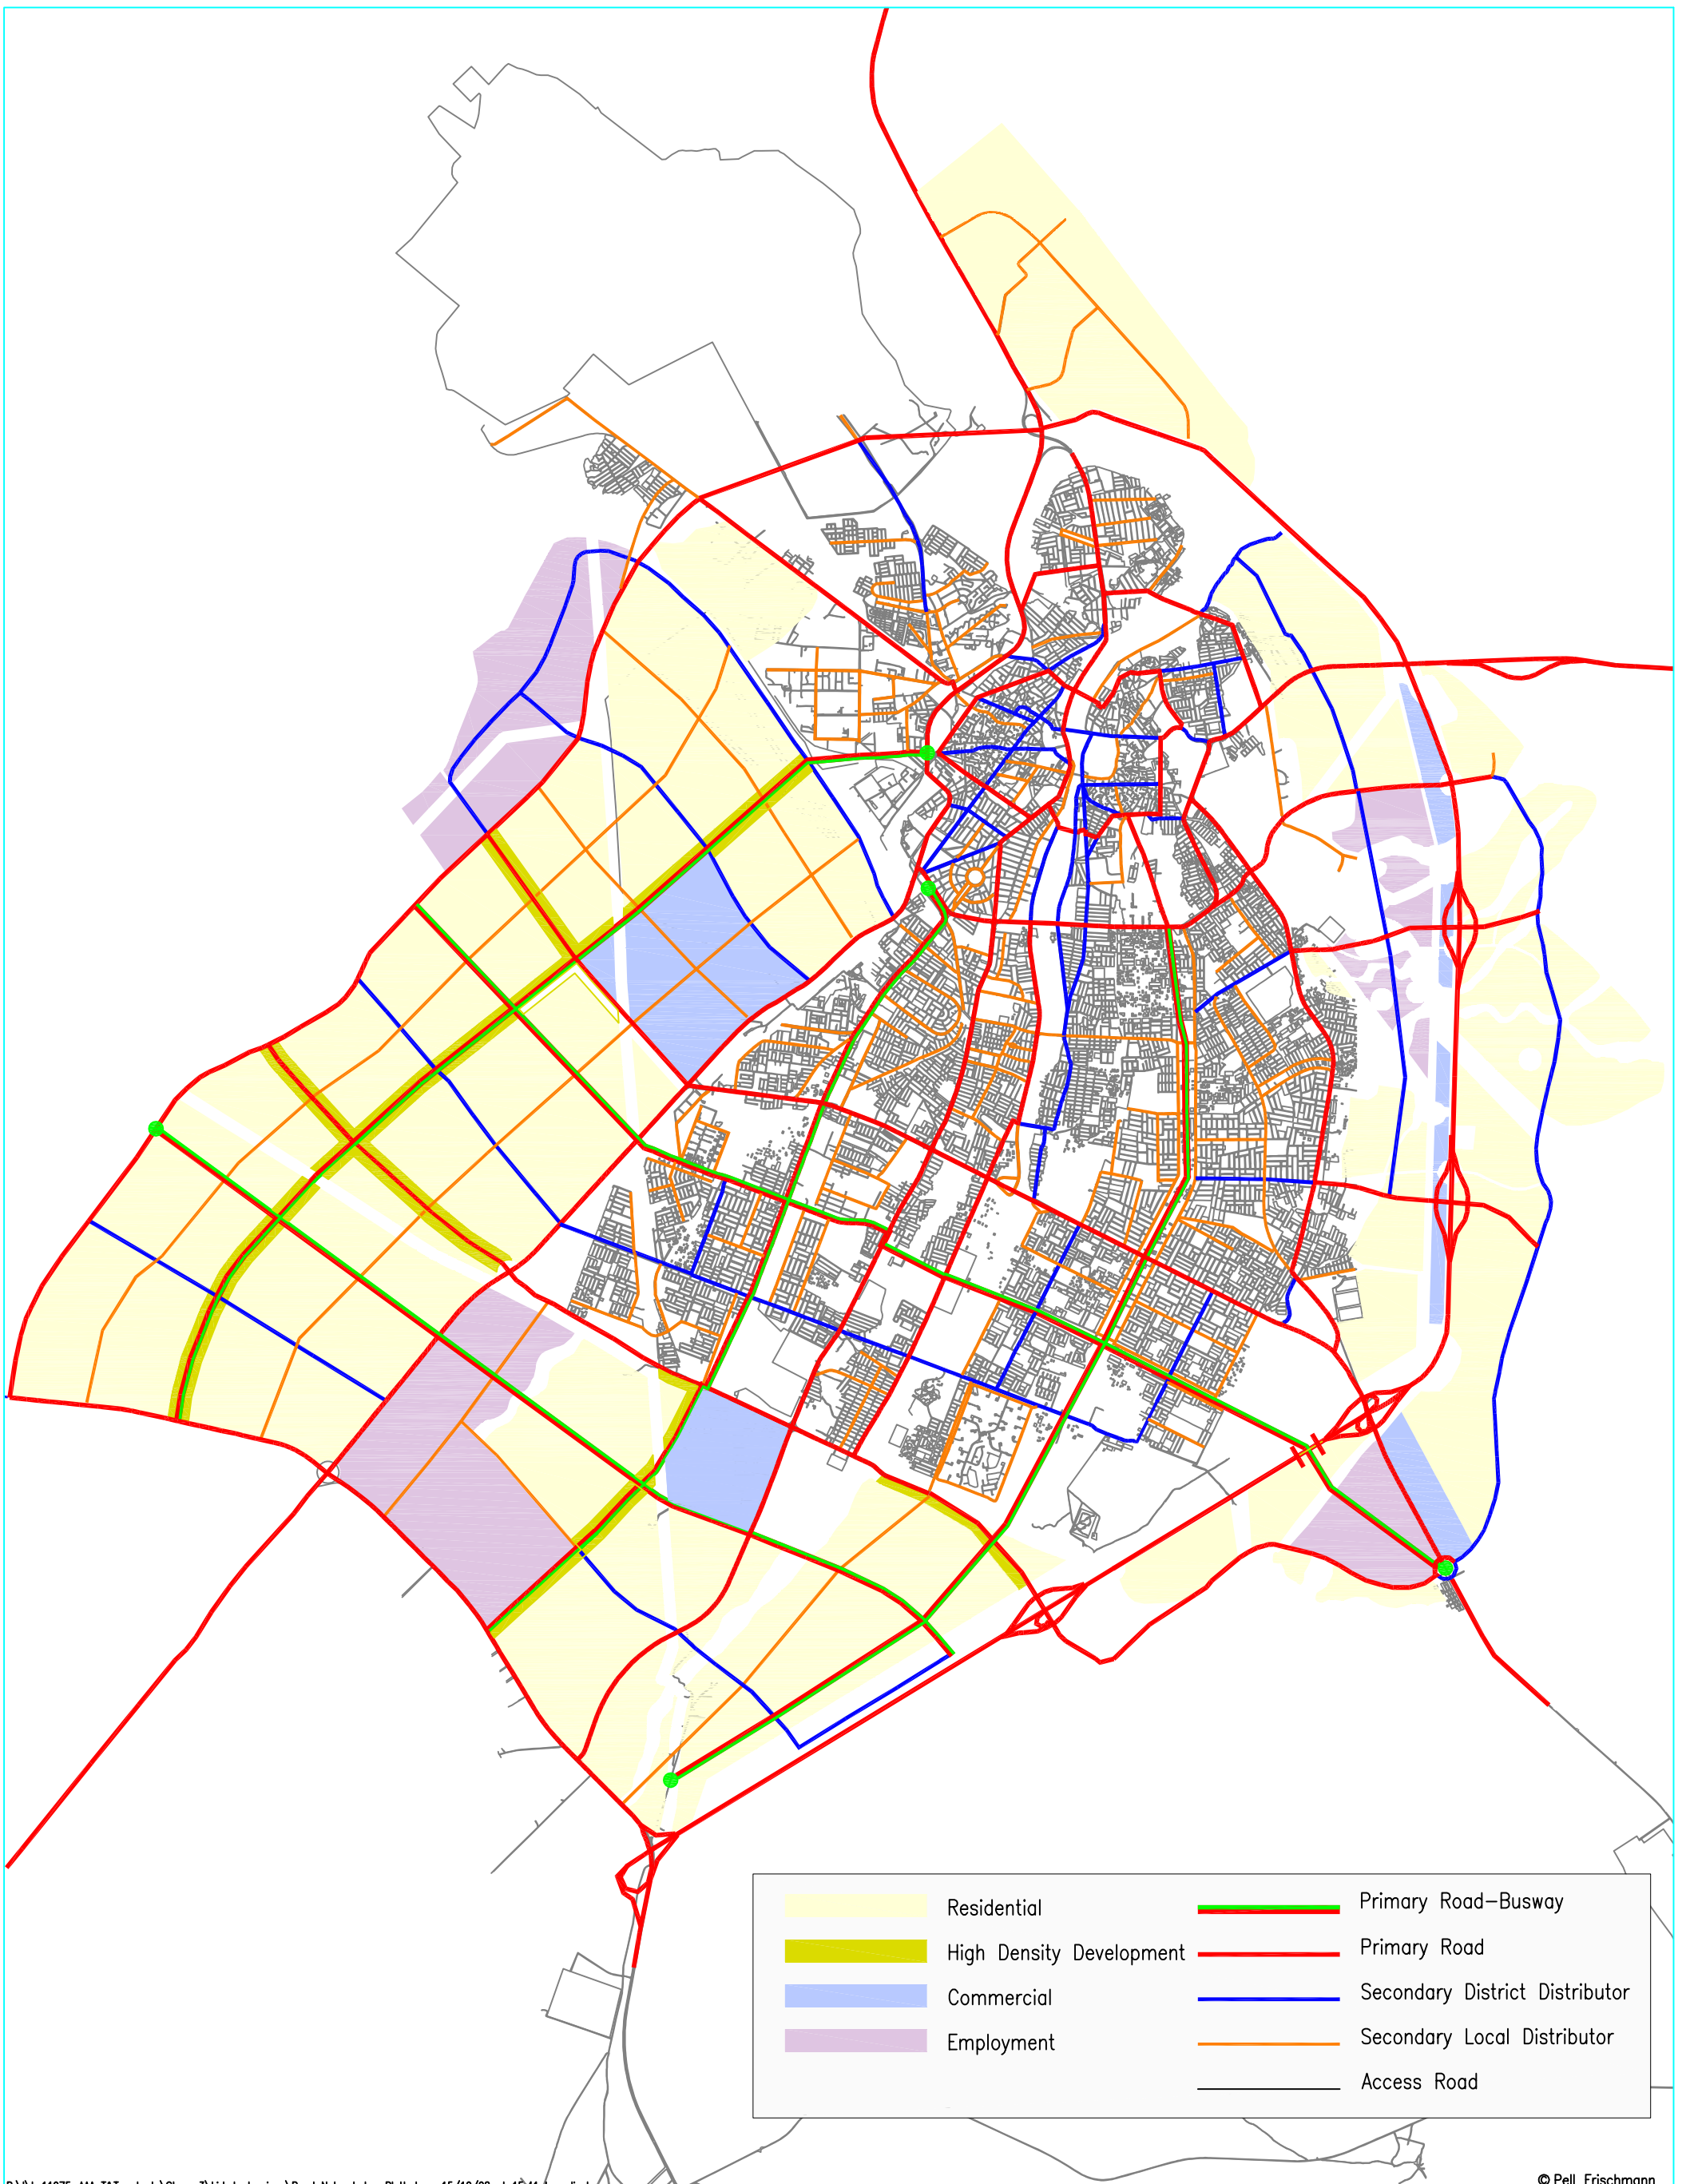 Residential
High Density Development
Commercial
Employment
Primary Road-Busway
Primary Road
Secondary District Distributor
Secondary Local Distributor
Access Road
© Pell Frischmann